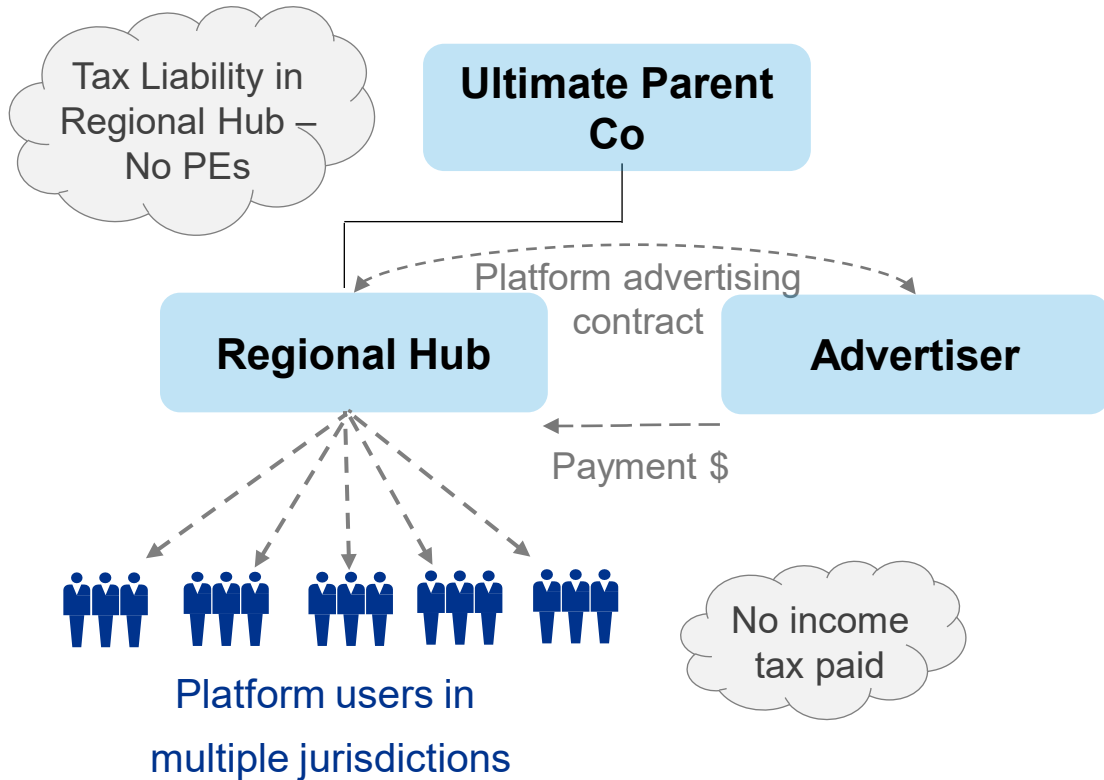 Tax Liability in
Regional Hub –
No PEs
Ultimate Parent
Co
Platform advertising
contract
Regional Hub
Advertiser
Payment $
No income
tax paid
Platform users in
multiple jurisdictions